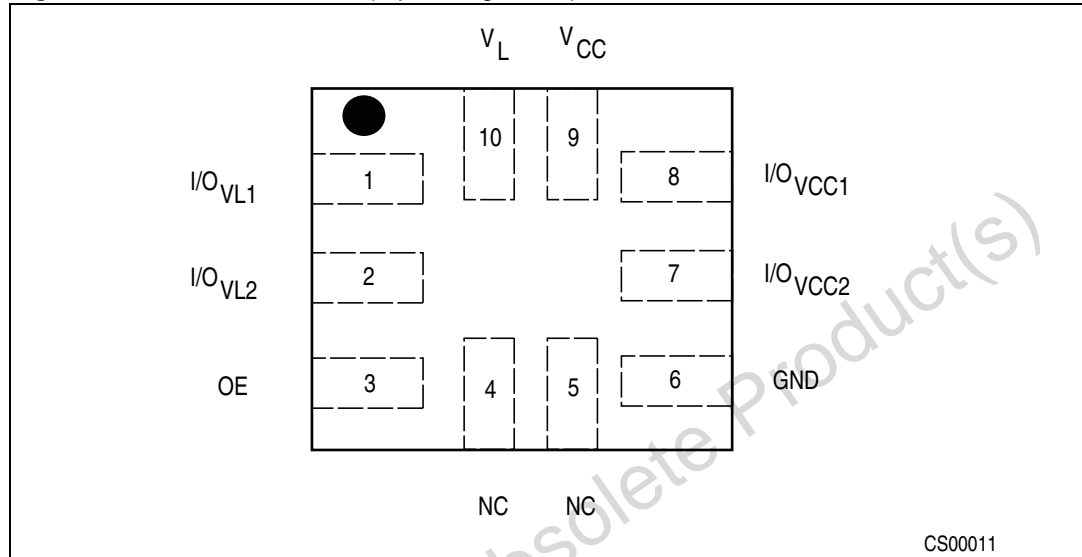 V_L V_CC
10 9
I/O_VL1 1 8 I/O_VCC1
I/O_VL2 2 7 I/O_VCC2
OE 3 4 5 6 GND
NC NC
CS00011
Obsolete Product(s)